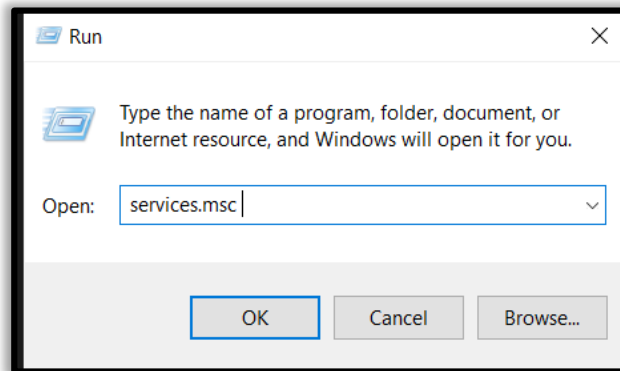 Run
Type the name of a program, folder, document, or
Internet resource, and Windows will open it for you.
Open:
services.msc
OK
Cancel
Browse...